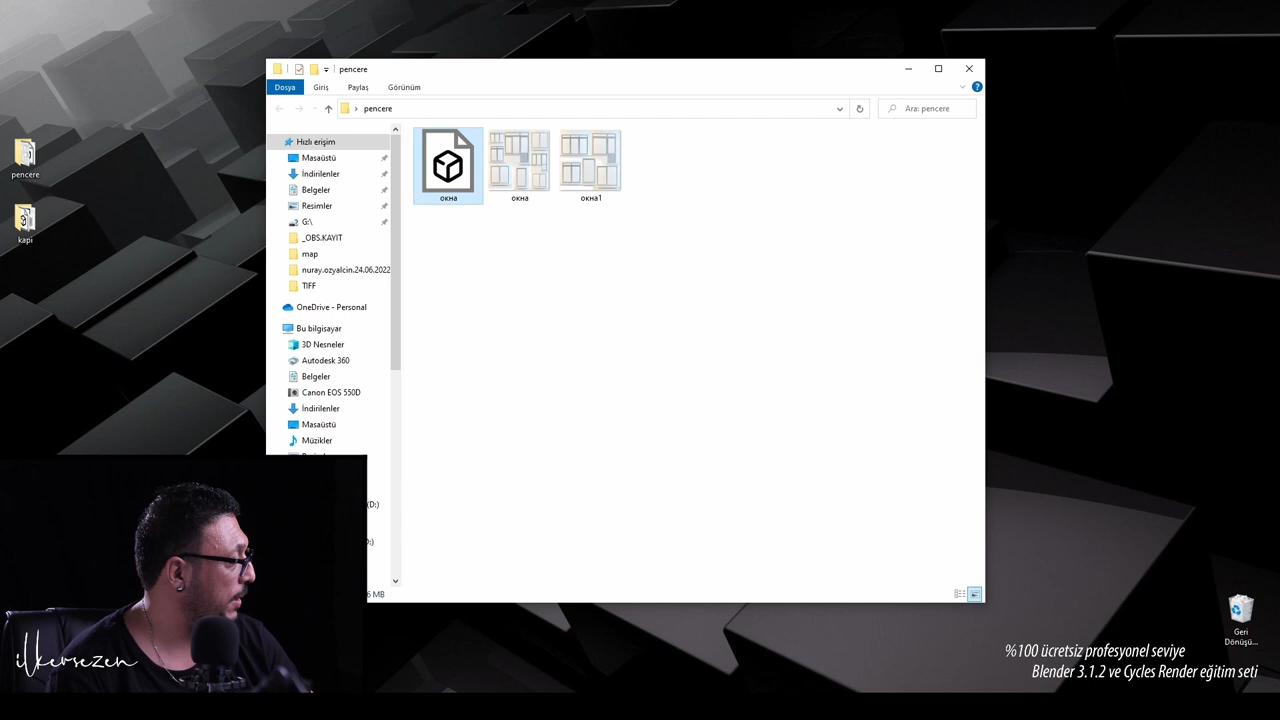 pencere
Dosya
Giriş
Paylaş
Görünüm
pencere
Ara: pencere
Hızlı erişim
Masaüstü
İndirilenler
Belgeler
Resimler
G:\
_OBS.KAYIT
map
nuray.ozyalcin.24.06.2022
TIFF
OneDrive - Personal
Bu bilgisayar
3D Nesneler
Autodesk 360
Belgeler
Canon EOS 550D
İndirilenler
Masaüstü
Müzikler
(D:)
6 MB
окна
окна
окна1
pencere
kapi
Geri
Dönüşü...
ilkersezen
%100 ücretsiz profesyonel seviye
Blender 3.1.2 ve Cycles Render eğitim seti